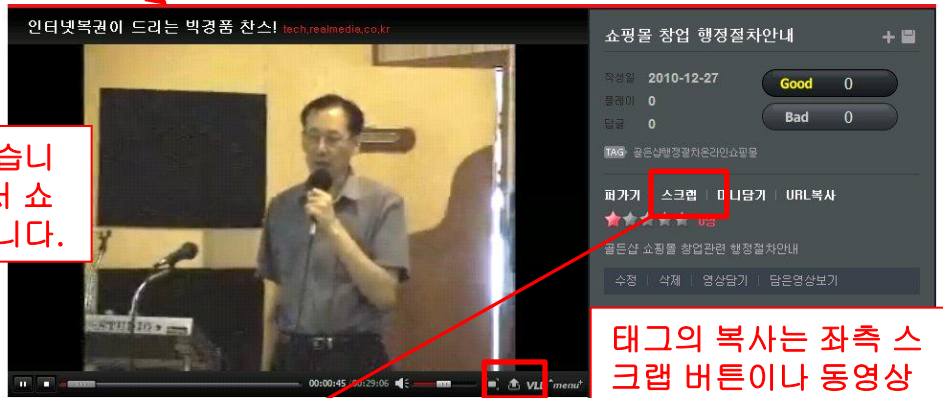 인터넷복권이 드리는 빅경품 찬스! tech.realmedia.co.kr
쇼핑몰 창업 행정절차안내
작성일 2010-12-27
플레이 0
답글 0
Good 0
Bad 0
TAG 골든샵행정절차온라인쇼핑몰
퍼가기 | 스크랩 | 미니담기 | URL복사
0명
골든샵 쇼핑몰 창업관련 행정절차안내
수정 | 삭제 | 영상담기 | 담은영상보기
습니
서 쇼
니다.
태그의 복사는 좌측 스
크랩 버튼이나 동영상
STUDIO
00:00:45 00:29:06
menu